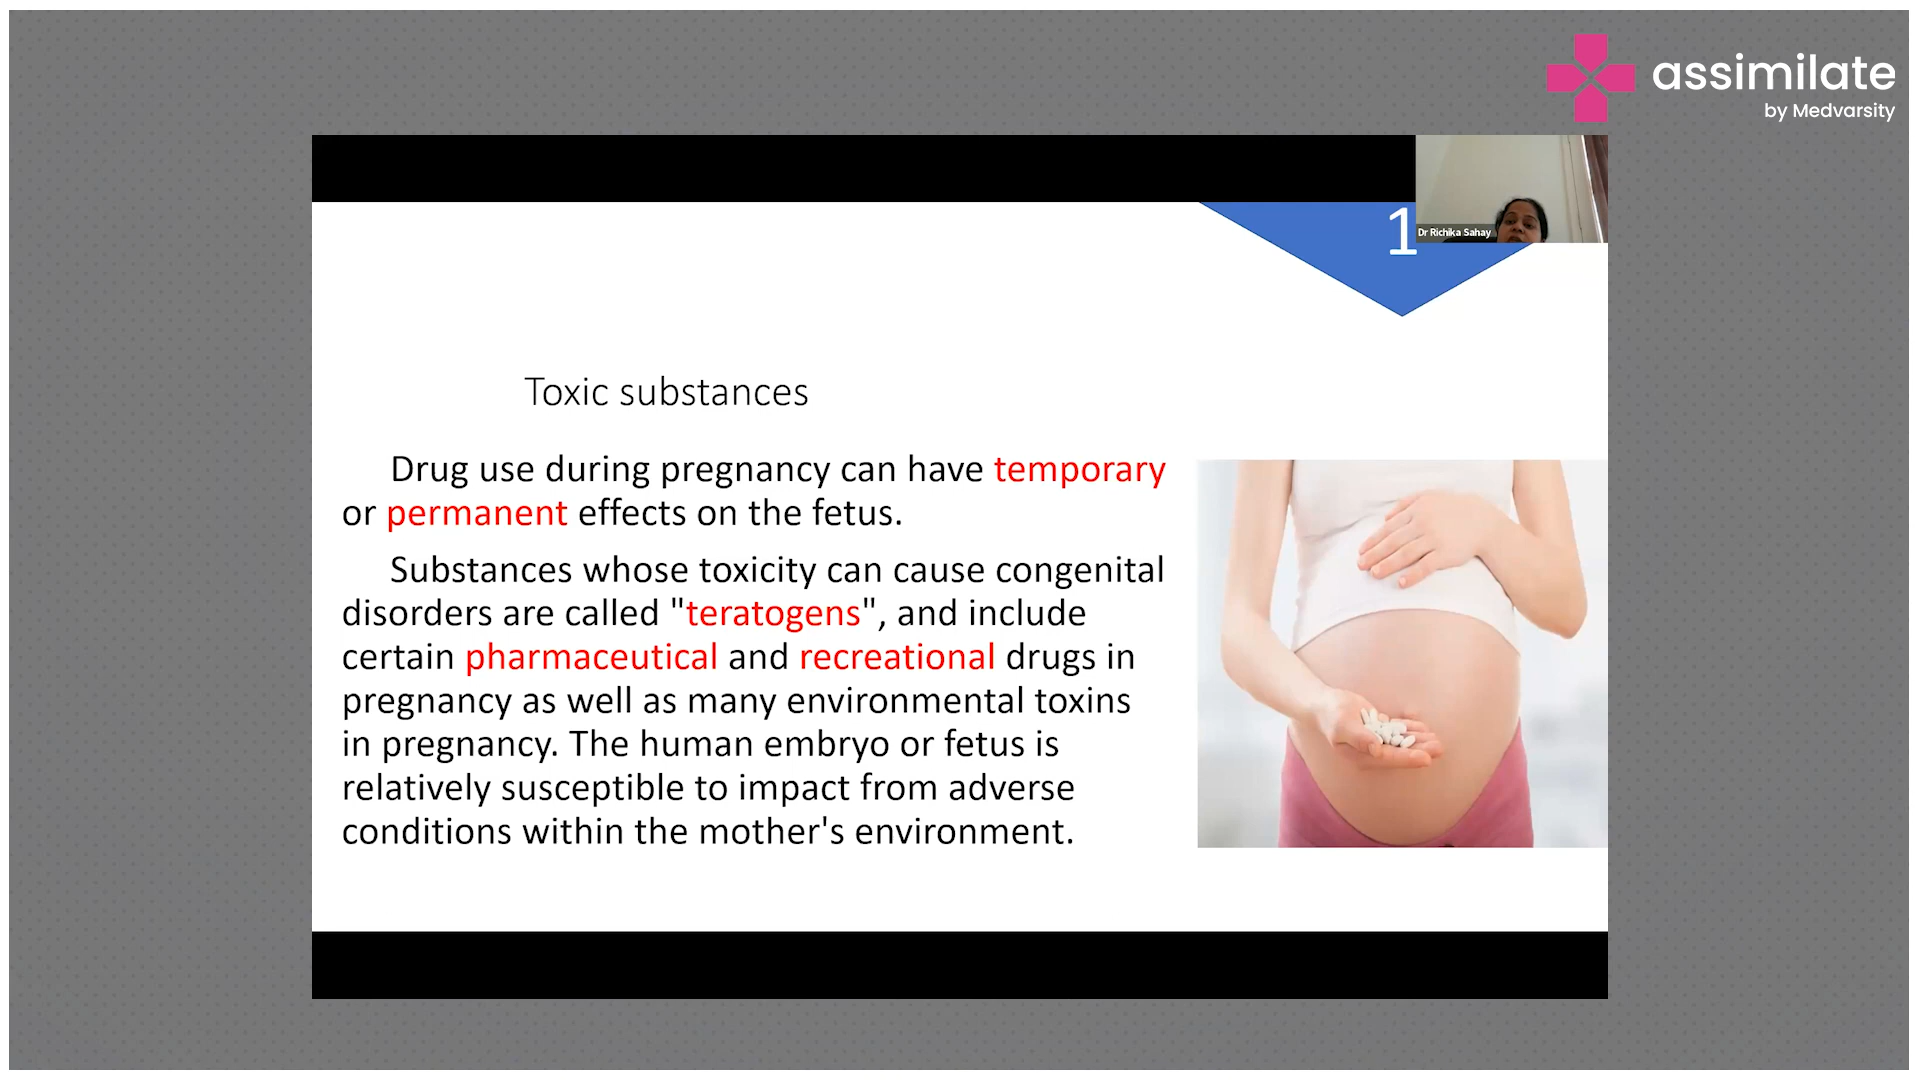 assimilate
by Medvarsity
1
Dr Richika Sahay
Toxic substances
Drug use during pregnancy can have temporary
or permanent effects on the fetus.
Substances whose toxicity can cause congenital
disorders are called "teratogens", and include
certain pharmaceutical and recreational drugs in
pregnancy as well as many environmental toxins
in pregnancy. The human embryo or fetus is
relatively susceptible to impact from adverse
conditions within the mother's environment.